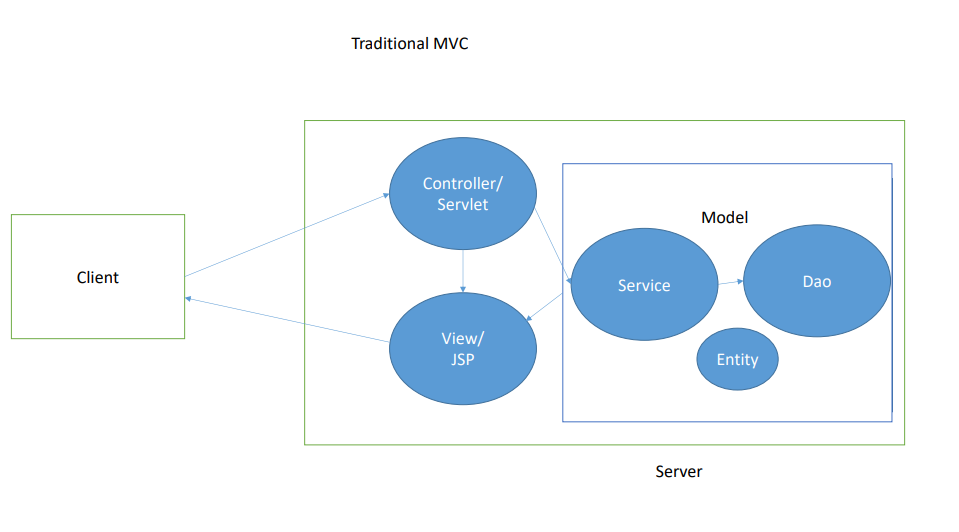 Traditional MVC
Controller/
Servlet
Model
Client
Service
Dao
View/
JSP
Entity
Server